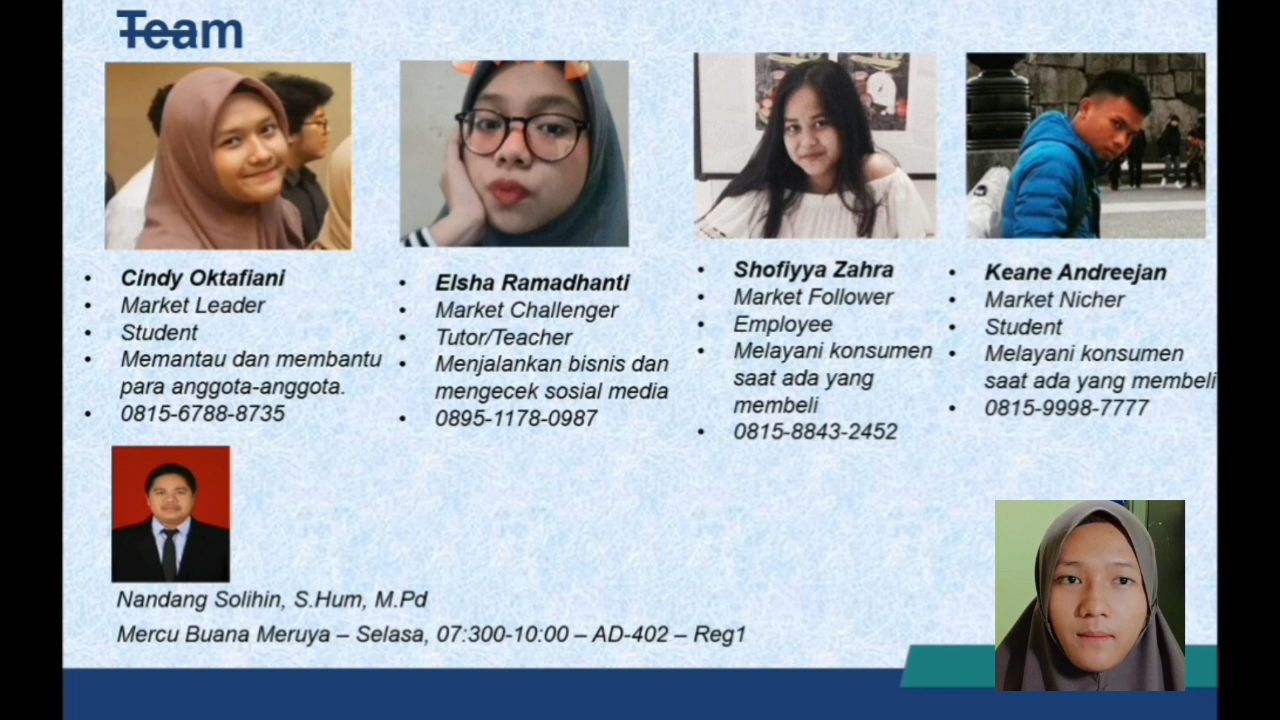 Team
Cindy Oktafiani
Market Leader
Student
Memantau dan membantu
para anggota-anggota.
0815-6788-8735
Elsha Ramadhanti
Market Challenger
Tutor/Teacher
Menjalankan bisnis dan
mengecek sosial media
0895-1178-0987
Shofiyya Zahra
Market Follower
Employee
Melayani konsumen
saat ada yang
membeli
0815-8843-2452
Keane Andreejan
Market Nicher
Student
Melayani konsumen
saat ada yang membeli
0815-9998-7777
Nandang Solihin, S.Hum, M.Pd
Mercu Buana Meruya – Selasa, 07:300-10:00 – AD-402 – Reg1